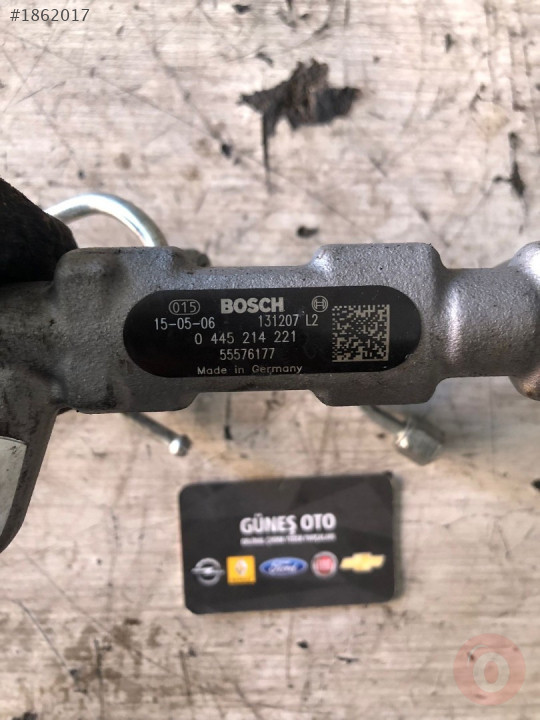 #1862017
015 BOSCH
15-05-06 131207 L2
0 445 214 221
55576177
Made in Germany
GÜNEŞ OTO
Ford
FIAT